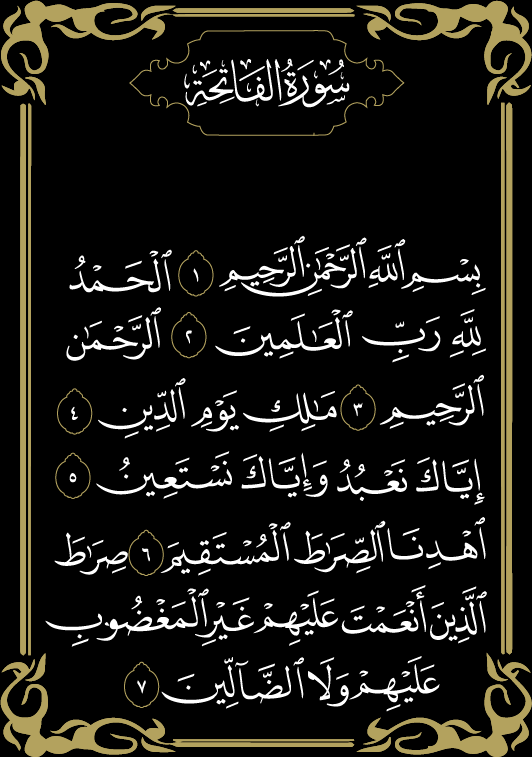 سُورَةُ الفَاتِحَةِ
بِسْمِ ٱللَّهِ ٱلرَّحْمَٰنِ ٱلرَّحِيمِ ١ ٱلْحَمْدُ
لِلَّهِ رَبِّ ٱلْعَٰلَمِينَ ٢ ٱلرَّحْمَٰنِ
ٱلرَّحِيمِ ٣ مَٰلِكِ يَوْمِ ٱلدِّينِ ٤
إِيَّاكَ نَعْبُدُ وَإِيَّاكَ نَسْتَعِينُ ٥
ٱهْدِنَا ٱلصِّرَٰطَ ٱلْمُسْتَقِيمَ ٦ صِرَٰطَ
ٱلَّذِينَ أَنْعَمْتَ عَلَيْهِمْ غَيْرِ ٱلْمَغْضُوبِ
عَلَيْهِمْ وَلَا ٱلضَّآلِّينَ ٧